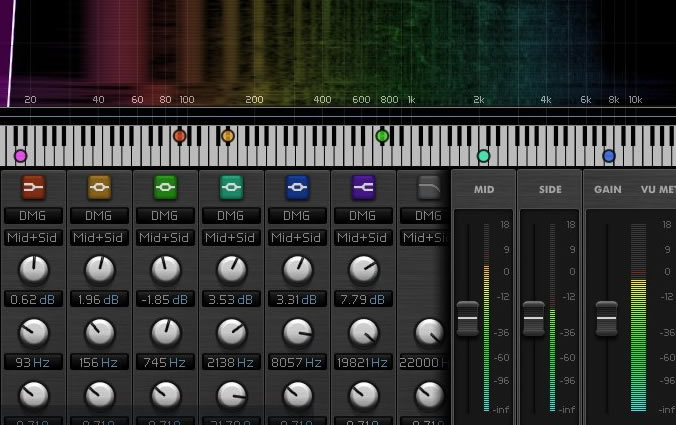 20 40 60 80 100 200 400 600 800 1k 2k 4k 6k 8k 10k
MID SIDE GAIN VU ME
DMG DMG DMG DMG DMG DMG DMG
Mid+Sid Mid+Sid Mid+Sid Mid+Sid Mid+Sid Mid+Sid Mid+S
18 18 18
9 9 9
0 0 0
-12 -12 -12
0.62 dB 1.96 dB -1.85 dB 3.53 dB 3.31 dB 7.79 dB
-36 -36 -36
93 Hz 156 Hz 745 Hz 2138 Hz 8057 Hz 19821 Hz 22000 H
-60 -60 -60
-96 -96 -96
-inf -inf -inf